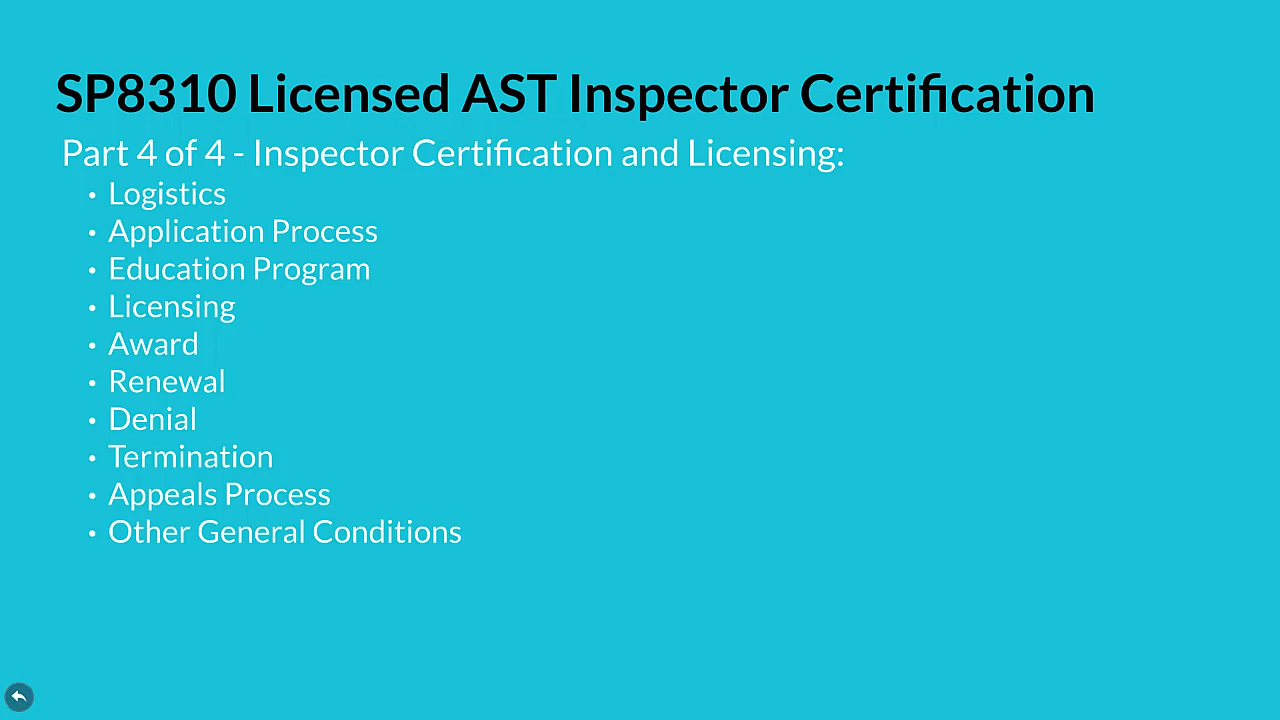 SP8310 Licensed AST Inspector Certification
Part 4 of 4 - Inspector Certification and Licensing:
• Logistics
• Application Process
• Education Program
• Licensing
• Award
• Renewal
• Denial
• Termination
• Appeals Process
• Other General Conditions